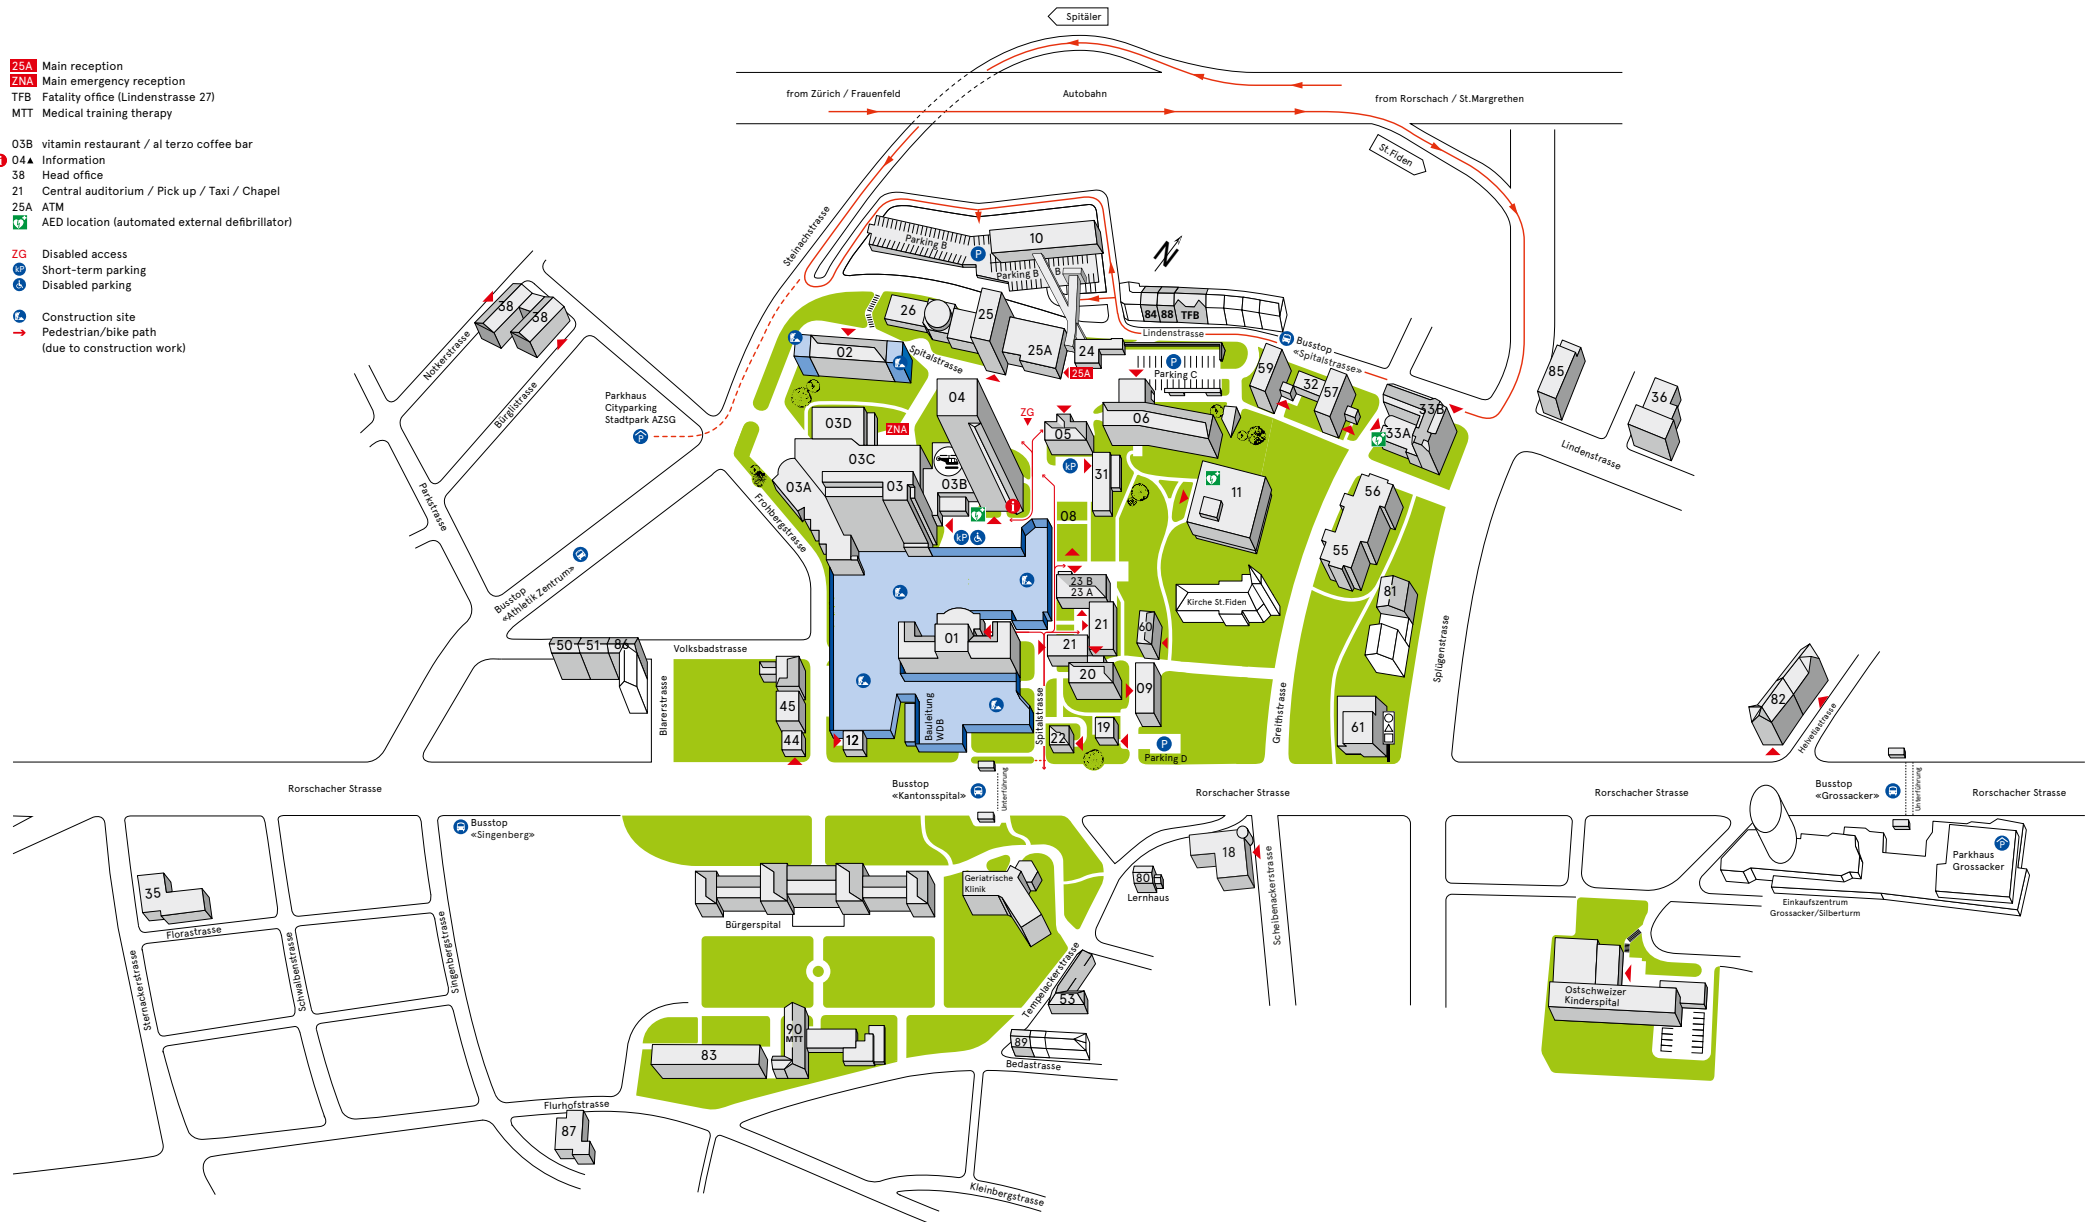 Spitäler
25A Main reception
ZNA Main emergency reception
TFB Fatality office (Lindenstrasse 27)
MTT Medical training therapy
03B vitamin restaurant / al terzo coffee bar
i 04▲ Information
38 Head office
21 Central auditorium / Pick up / Taxi / Chapel
25A ATM
AED location (automated external defibrillator)
ZG Disabled access
kP Short-term parking
Disabled parking
Construction site
→ Pedestrian/bike path
(due to construction work)
from Zürich / Frauenfeld
Autobahn
from Rorschach / St.Margrethen
St.Fiden
Steinachstrasse
Parking B
P
10
Parking B
B
N
26
25
25A
24
25A
84 88 TFB
Lindenstrasse
Busstop
«Spitalstrasse»
P
Parking C
38
38
Notkerstrasse
Bürglistrasse
Parkstrasse
02
Spitalstrasse
59
32
57
33B
33A
85
36
Lindenstrasse
Parkhaus
Cityparking
Stadtpark AZSG
P
04
03D
ZNA
ZG
05
06
03C
03A
03
03B
i
kP
31
11
56
55
08
kP
Frohbergstrasse
Busstop
«Athletik Zentrum»
23 B
23 A
Kirche St.Fiden
81
01
21
21
60
20
09
50
51
86
Volksbadstrasse
Blarerstrasse
45
44
12
Bauleitung
WDB
Spitalstrasse
22
19
P
Parking D
Greithstrasse
61
Splügenstrasse
82
Helvetiastrasse
Rorschacher Strasse
Busstop
«Kantonsspital»
Unterführung
Rorschacher Strasse
Rorschacher Strasse
Busstop
«Grossacker»
Unterführung
Rorschacher Strasse
Busstop
«Singenberg»
35
Florastrasse
Sternackerstrasse
Schwalbenstrasse
Singenbergstrasse
Bürgerspital
Geriatrische
Klinik
80
Lernhaus
18
Scheibenackerstrasse
Parkhaus
Grossacker
P
Einkaufszentrum
Grossacker/Silberturm
Ostschweizer
Kinderspital
Tempelackerstrasse
53
89
Bedastrasse
90
MTT
83
Flurhofstrasse
87
Kleinbergstrasse